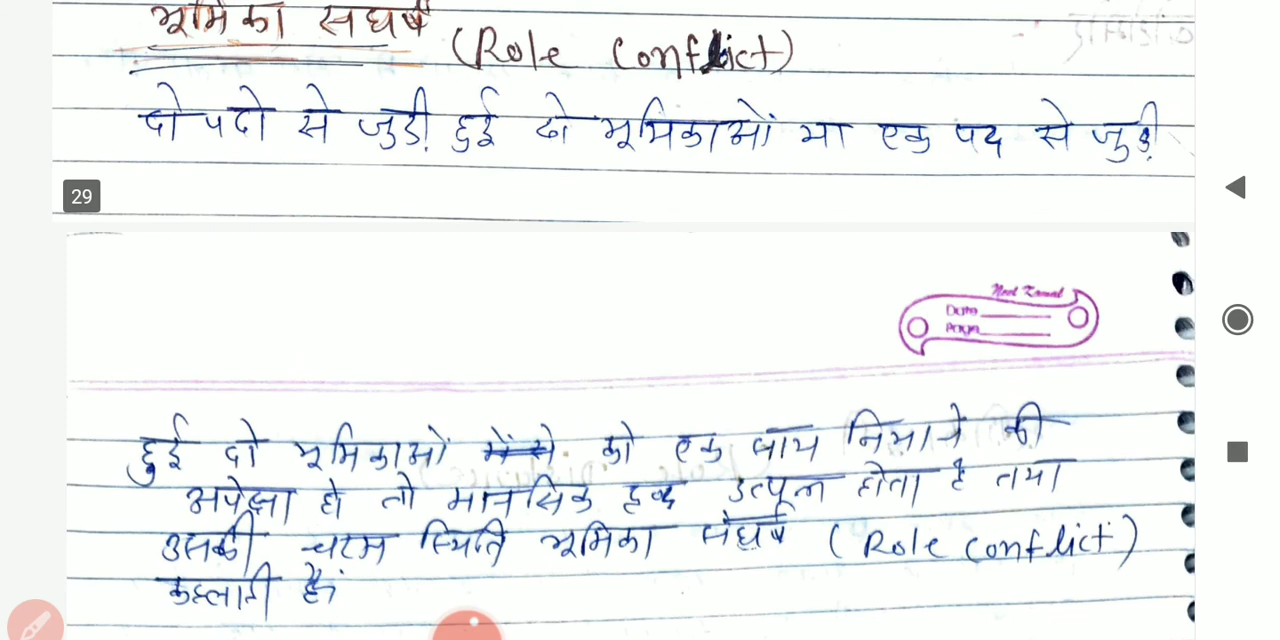 भूमिका संघर्ष (Role Conflict)
दो पदो से जुडी हुई दो भूमिकाओं या एक पद से जुडी
29
Neel Kamal
Date
Page
हुई दो भूमिकाओं में से को एक साथ निभाने की
अपेक्षा हो तो मानसिक द्वन्द उत्पन्न होता है तथा
उसकी चरम स्थिति भूमिका संघर्ष (Role conflict)
कहलाती है।